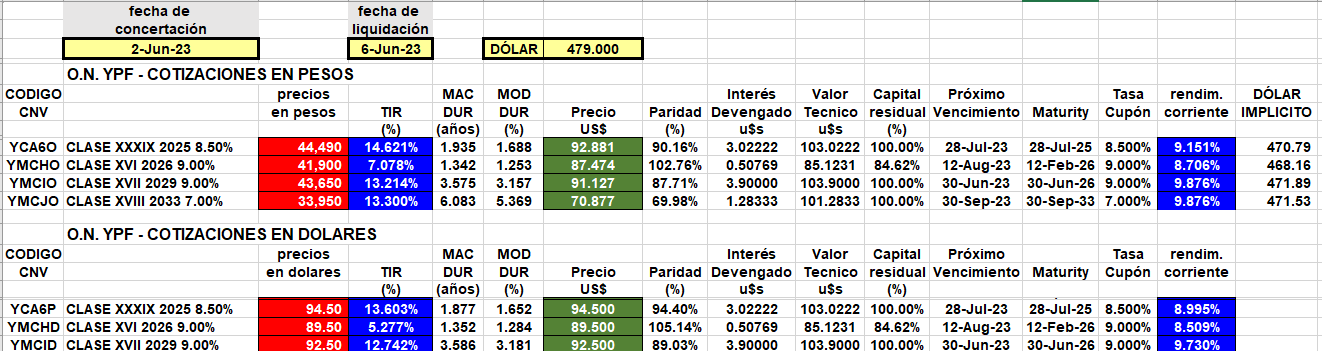 fecha de concertación fecha de liquidación
2-Jun-23 6-Jun-23 DÓLAR 479.000
O.N. YPF - COTIZACIONES EN PESOS
CODIGO precios MAC MOD Interés Valor Capital Próximo Tasa rendim. DÓLAR
CNV en pesos TIR DUR DUR Precio Paridad Devengado Tecnico residual Vencimiento Maturity Cupón corriente IMPLICITO
(%) (años) (%) US$ (%) u$s u$s (%)
YCA6O CLASE XXXIX 2025 8.50% 44,490 14.621% 1.935 1.688 92.881 90.16% 3.02222 103.0222 100.00% 28-Jul-23 28-Jul-25 8.500% 9.151% 470.79
YMCHO CLASE XVI 2026 9.00% 41,900 7.078% 1.342 1.253 87.474 102.76% 0.50769 85.1231 84.62% 12-Aug-23 12-Feb-26 9.000% 8.706% 468.16
YMCIO CLASE XVII 2029 9.00% 43,650 13.214% 3.575 3.157 91.127 87.71% 3.90000 103.9000 100.00% 30-Jun-23 30-Jun-26 9.000% 9.876% 471.89
YMCJO CLASE XVIII 2033 7.00% 33,950 13.300% 6.083 5.369 70.877 69.98% 1.28333 101.2833 100.00% 30-Sep-23 30-Sep-33 7.000% 9.876% 471.53
O.N. YPF - COTIZACIONES EN DOLARES
CODIGO precios MAC MOD Interés Valor Capital Próximo Tasa rendim.
CNV en dolares TIR DUR DUR Precio Paridad Devengado Tecnico residual Vencimiento Maturity Cupón corriente
(%) (años) (%) US$ (%) u$s u$s (%)
YCA6P CLASE XXXIX 2025 8.50% 94.50 13.603% 1.877 1.652 94.500 94.40% 3.02222 103.0222 100.00% 28-Jul-23 28-Jul-25 8.500% 8.995%
YMCHD CLASE XVI 2026 9.00% 89.50 5.277% 1.352 1.284 89.500 105.14% 0.50769 85.1231 84.62% 12-Aug-23 12-Feb-26 9.000% 8.509%
YMCID CLASE XVII 2029 9.00% 92.50 12.742% 3.586 3.181 92.500 89.03% 3.90000 103.9000 100.00% 30-Jun-23 30-Jun-26 9.000% 9.730%